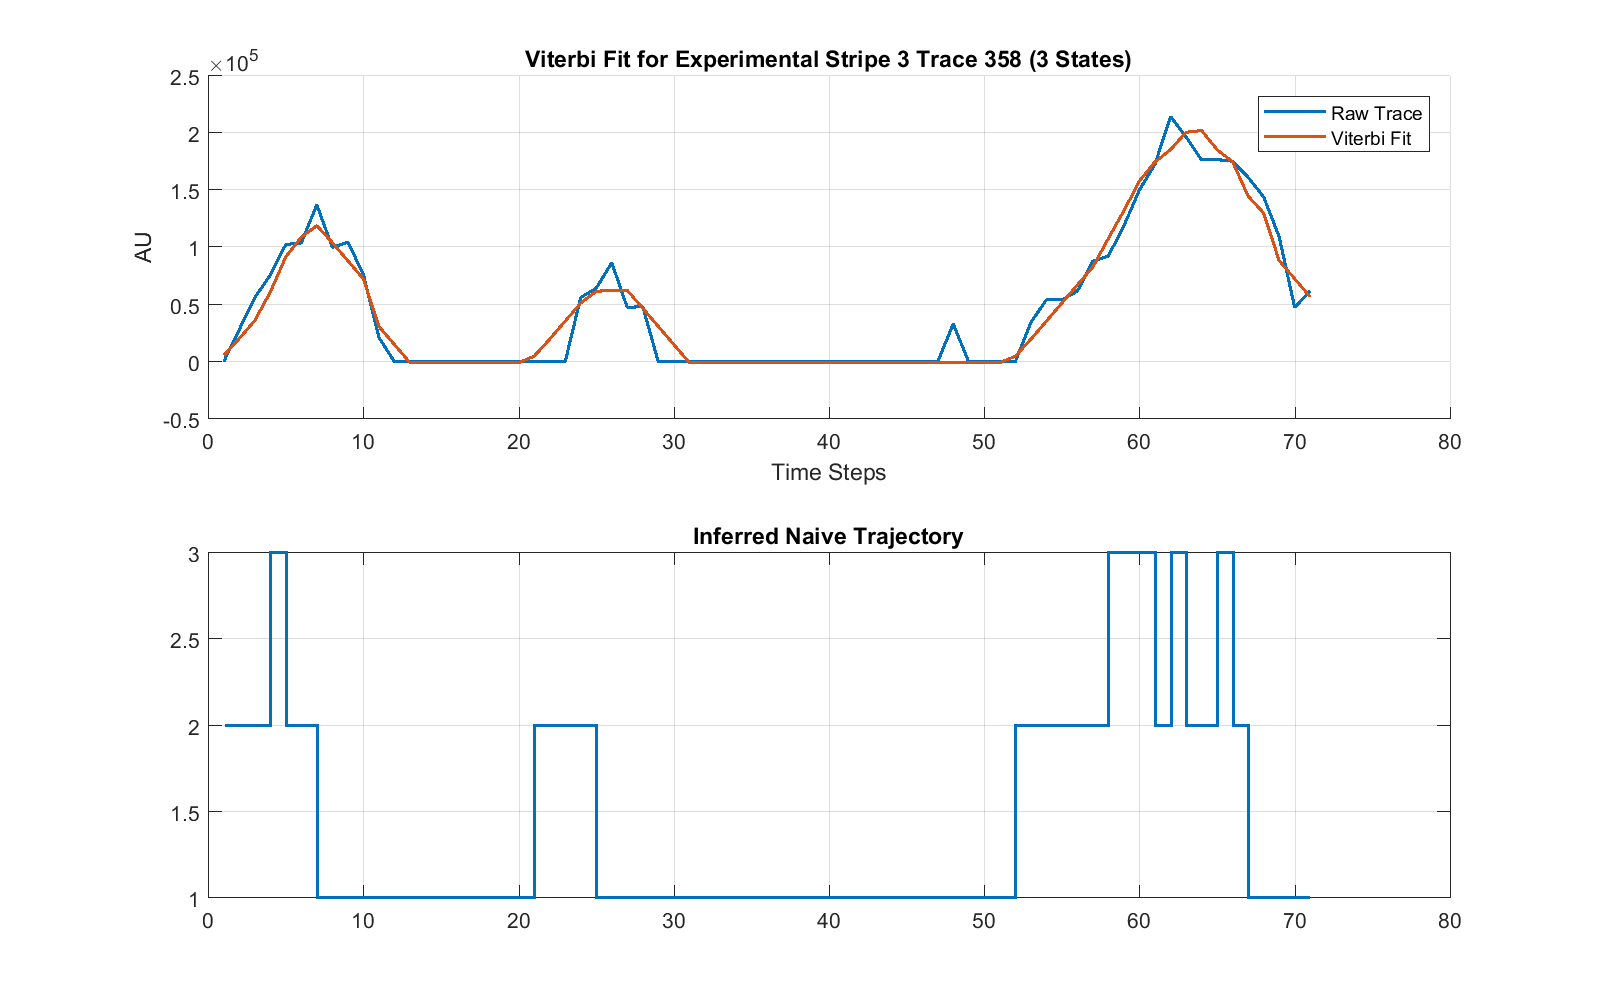 Viterbi Fit for Experimental Stripe 3 Trace 358 (3 States)
×10^5
2.5
2
1.5
1
0.5
0
-0.5
AU
Raw Trace
Viterbi Fit
0 10 20 30 40 50 60 70 80
Time Steps
Inferred Naive Trajectory
3
2.5
2
1.5
1
0 10 20 30 40 50 60 70 80